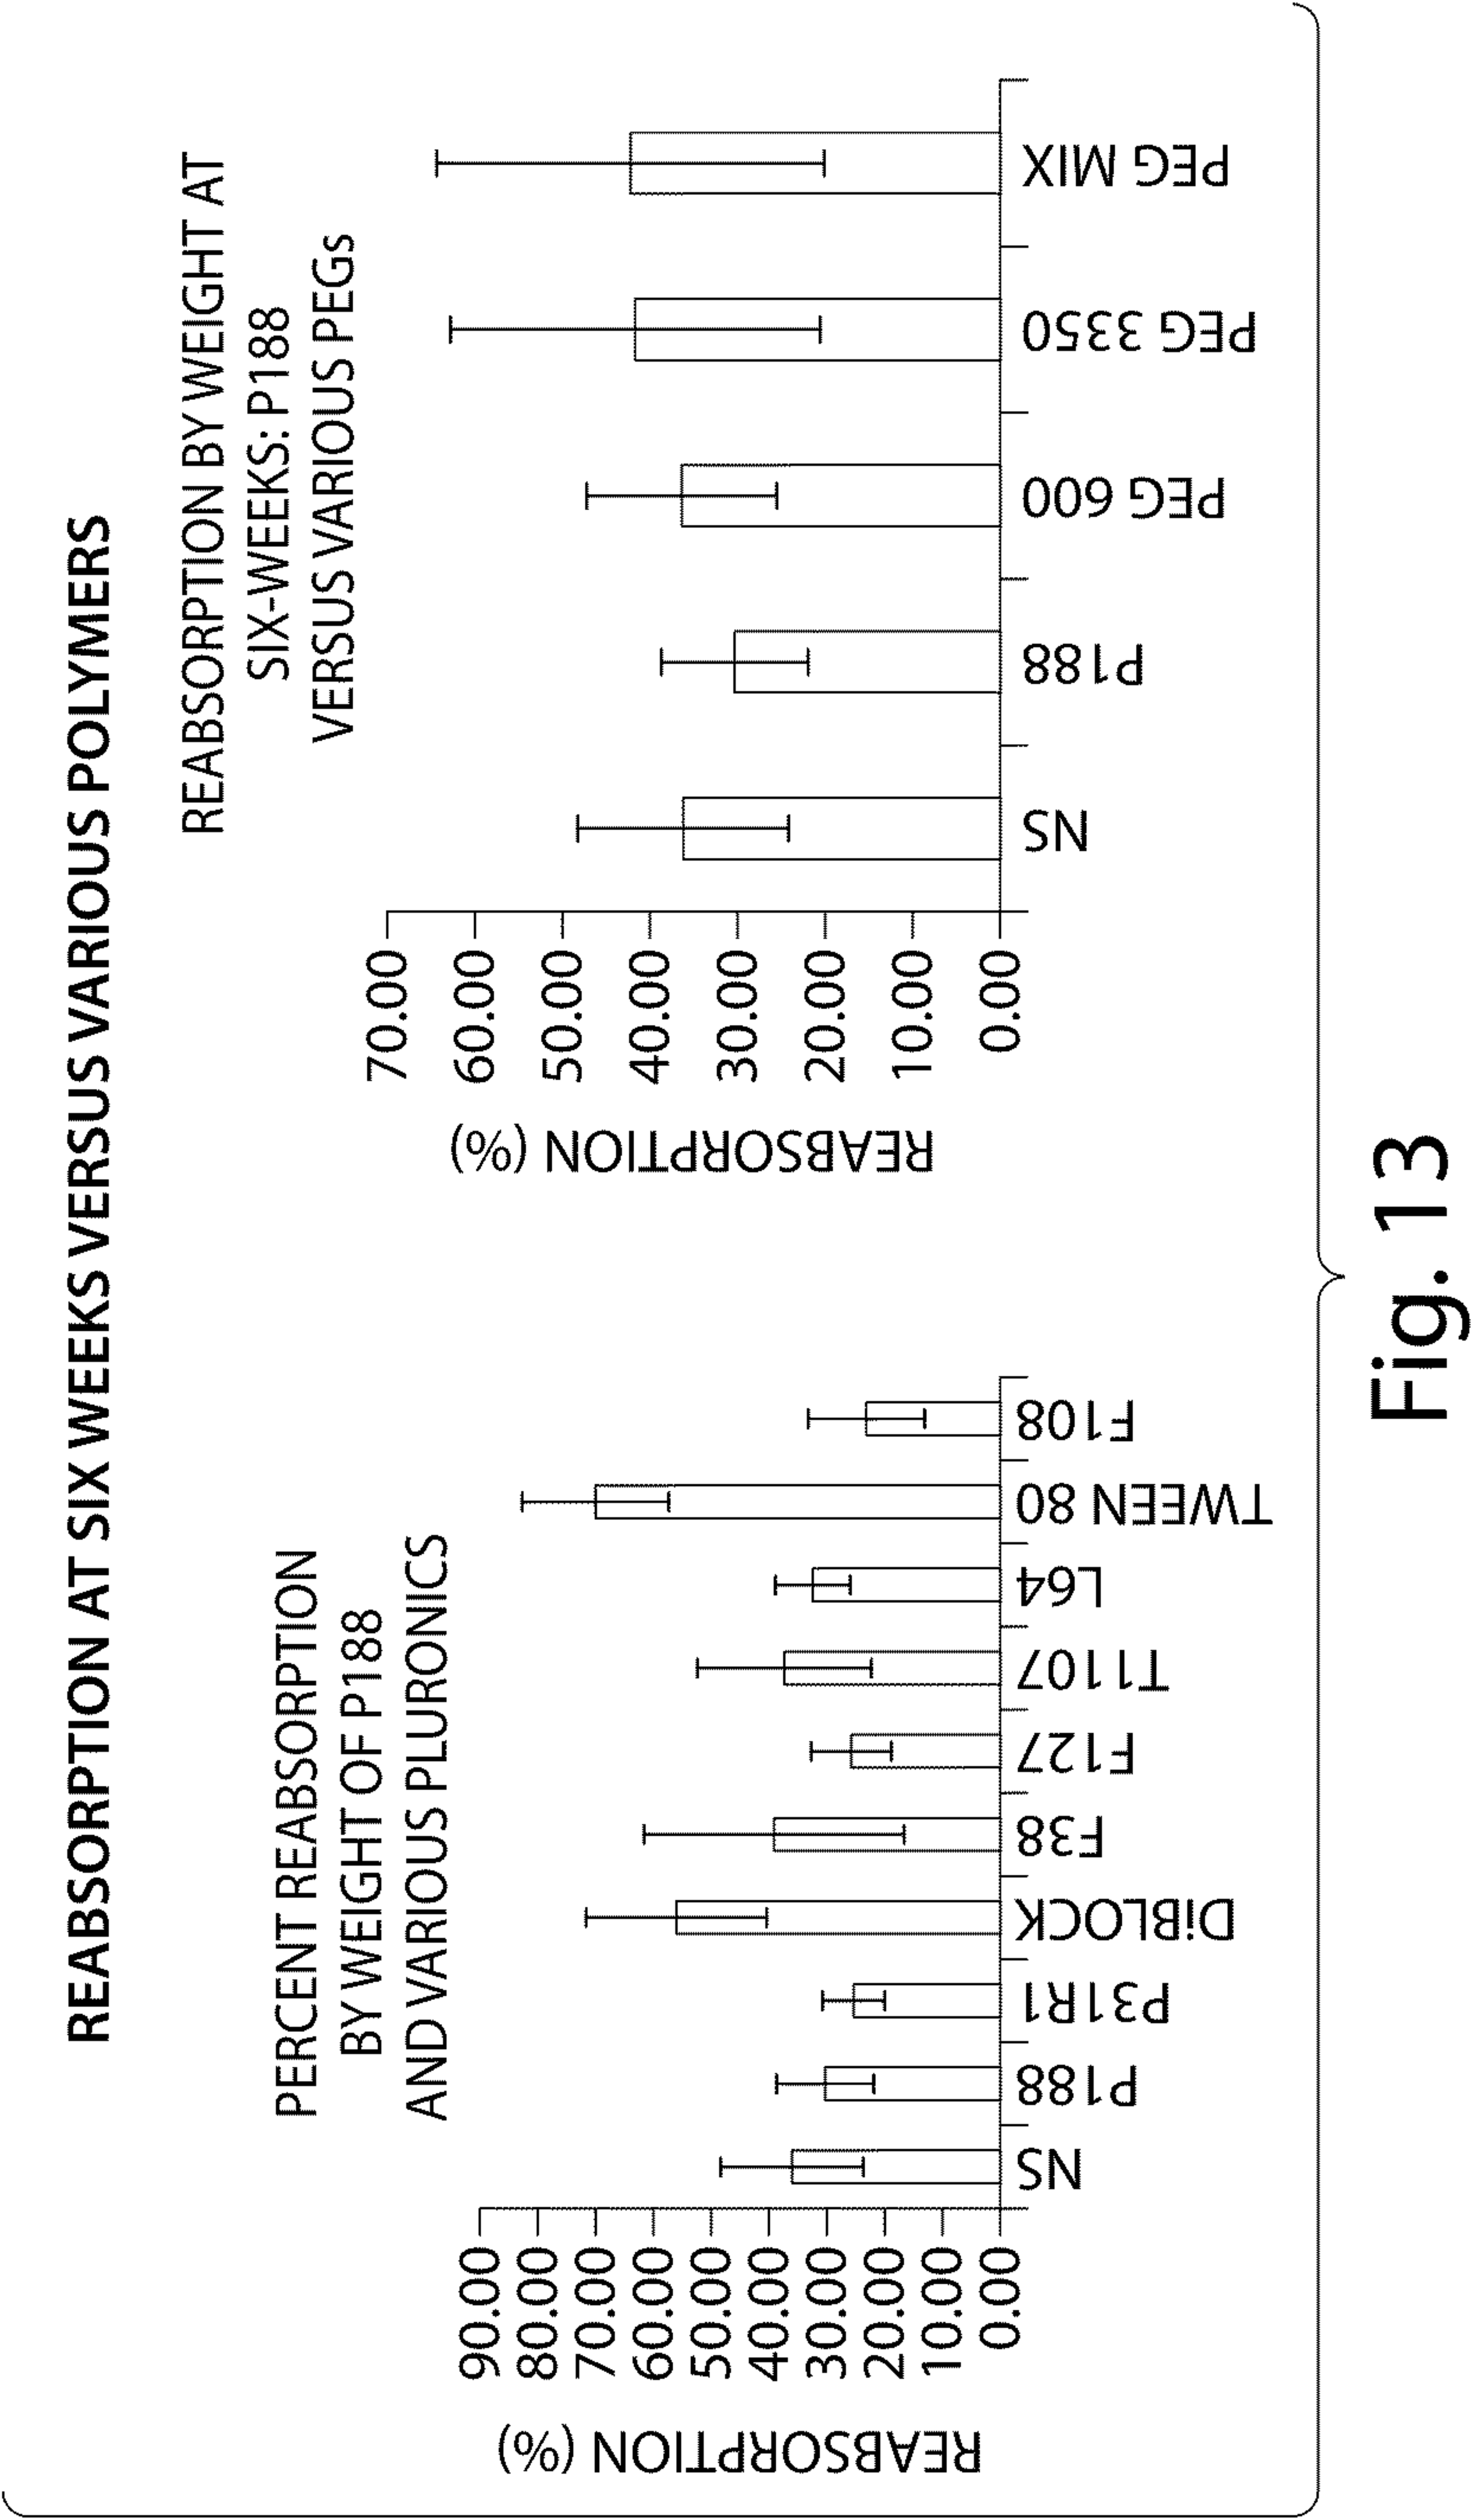 REABSORPTION AT SIX WEEKS VERSUS VARIOUS POLYMERS
PERCENT REABSORPTION
BY WEIGHT OF P188
AND VARIOUS PLURONICS
REABSORPTION (%)
90.00
80.00
70.00
60.00
50.00
40.00
30.00
20.00
10.00
0.00
NS
P188
P31R1
DiBLOCK
F38
F127
T1107
L64
TWEEN 80
F108
REABSORPTION BY WEIGHT AT
SIX-WEEKS: P188
VERSUS VARIOUS PEGs
REABSORPTION (%)
70.00
60.00
50.00
40.00
30.00
20.00
10.00
0.00
NS
P188
PEG 600
PEG 3350
PEG MIX
Fig. 13